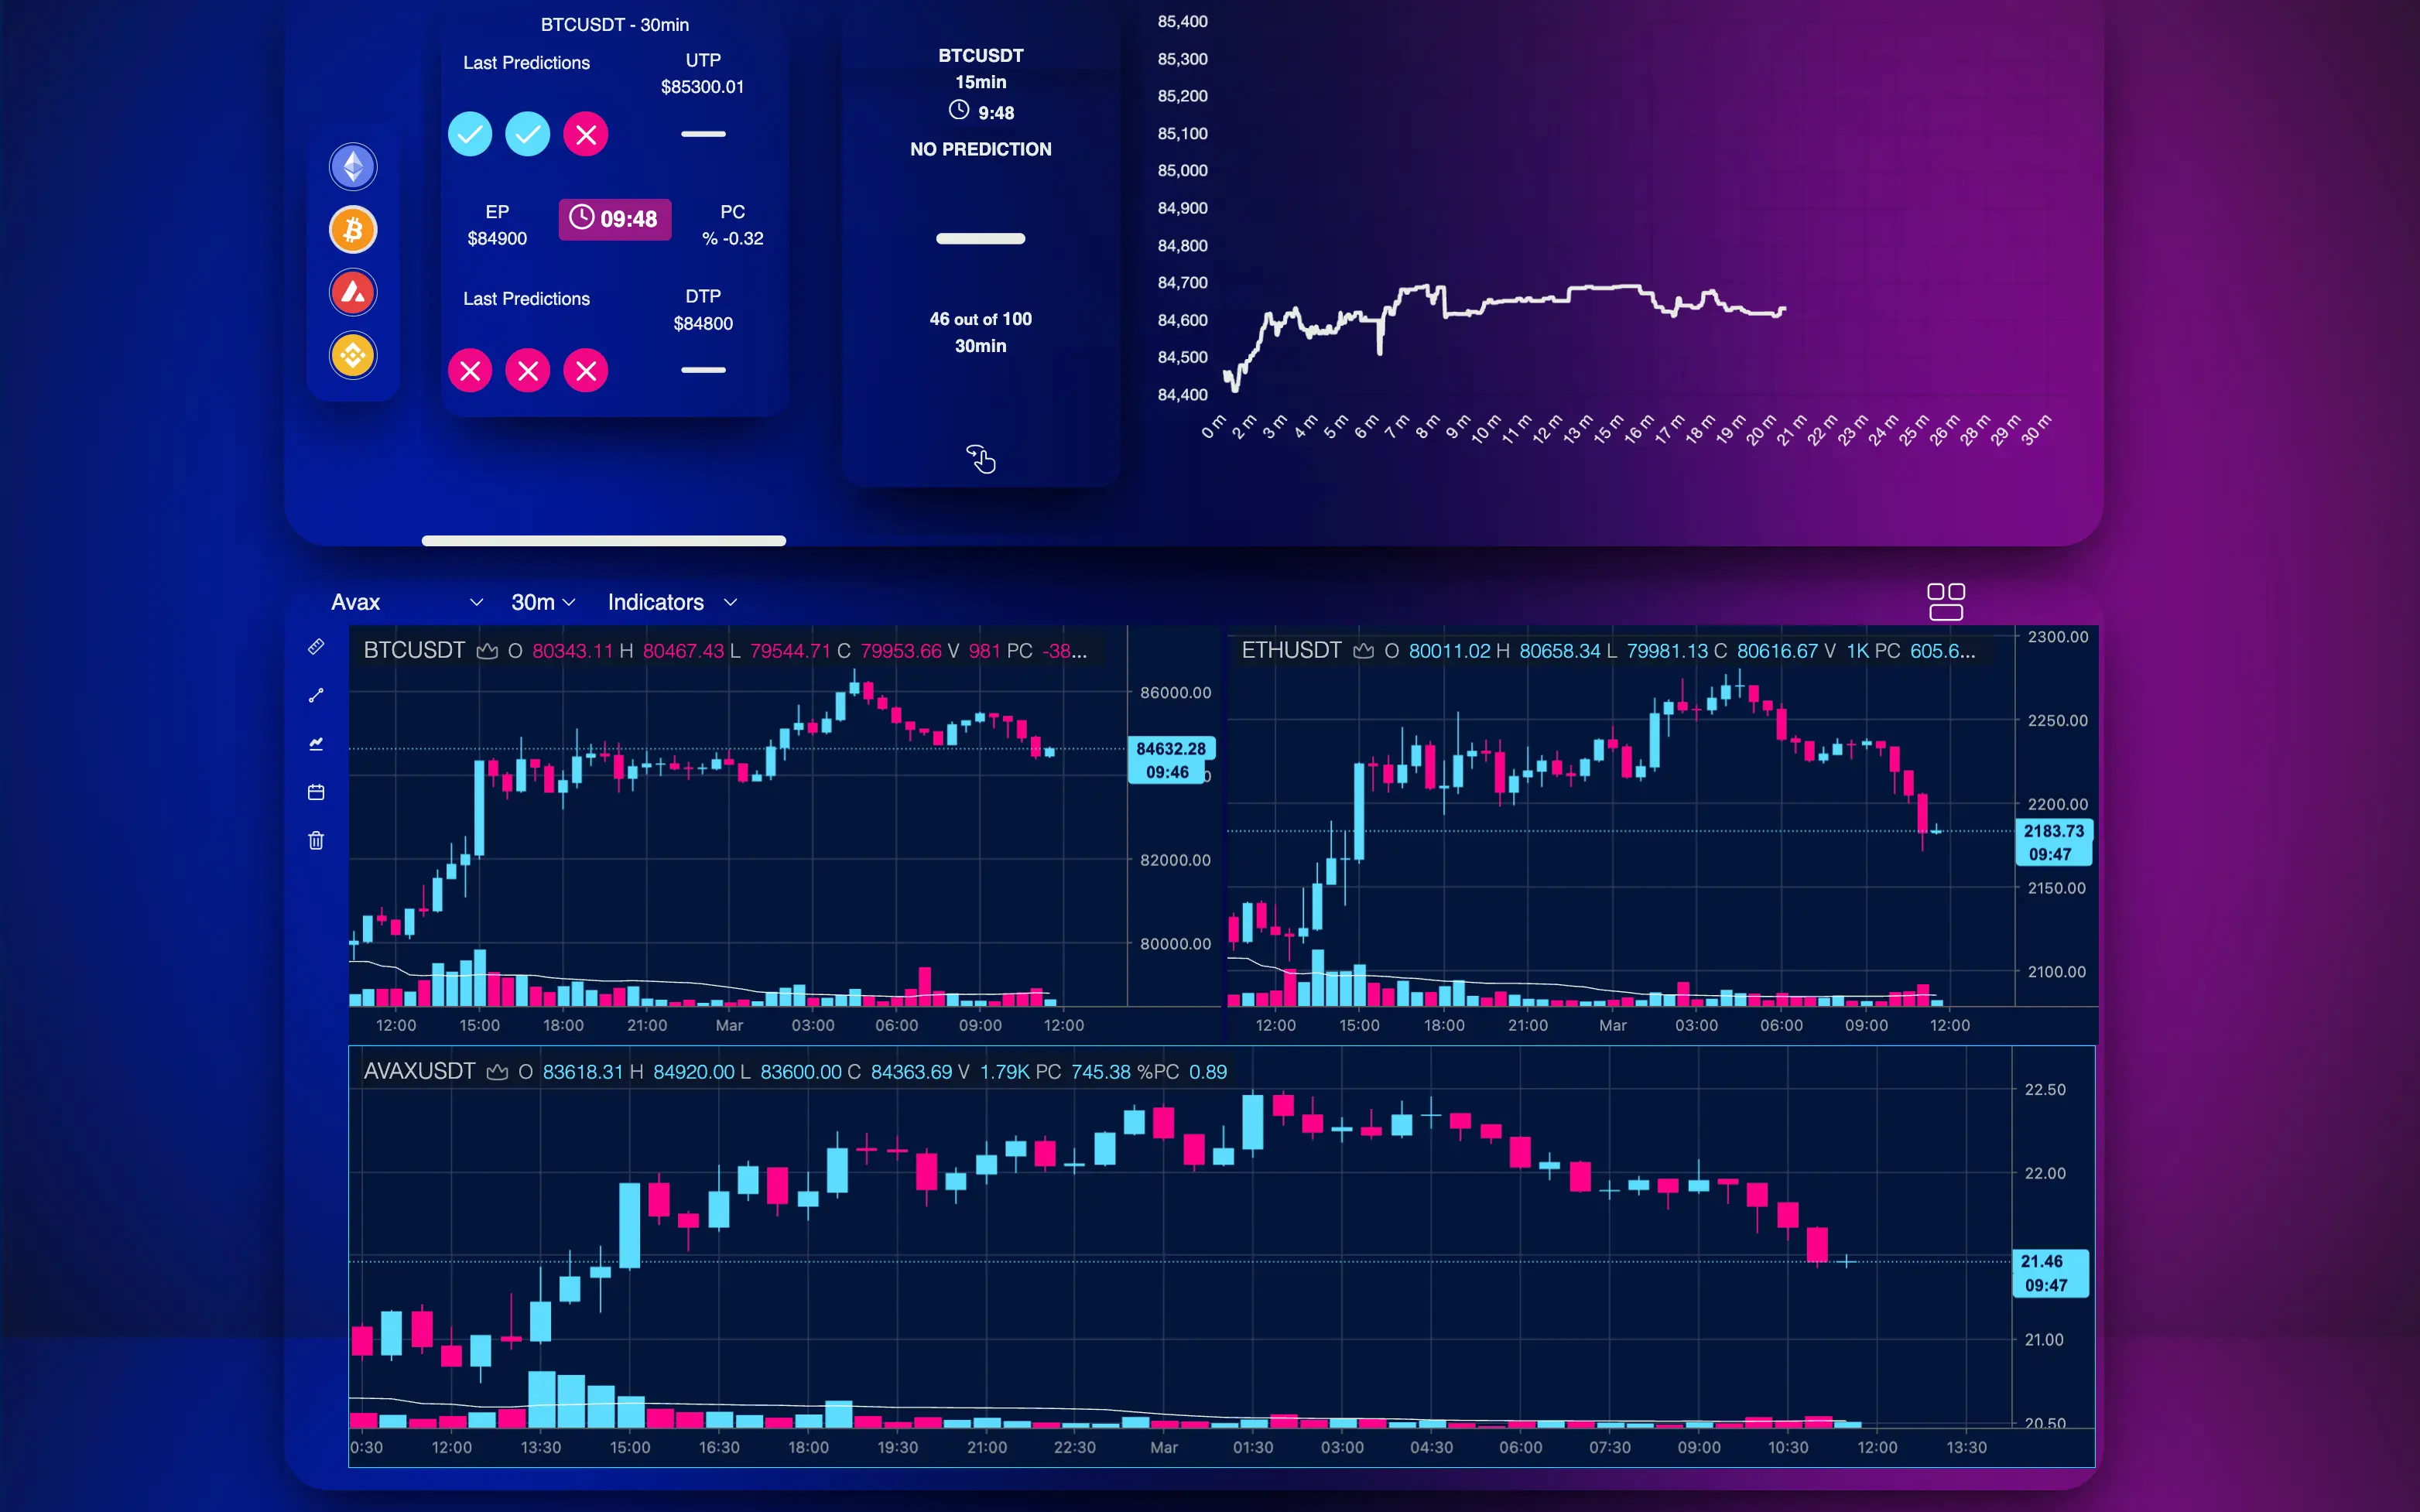 BTCUSDT - 30min
Last Predictions
UTP
$85300.01
EP
$84900
09:48
PC
% -0.32
Last Predictions
DTP
$84800
BTCUSDT
15min
9:48
NO PREDICTION
46 out of 100
30min
85,400
85,300
85,200
85,100
85,000
84,900
84,800
84,700
84,600
84,500
84,400
0 m 2 m 3 m 4 m 5 m 6 m 7 m 8 m 9 m 10 m 11 m 12 m 13 m 15 m 16 m 17 m 18 m 19 m 20 m 21 m 22 m 23 m 24 m 25 m 26 m 28 m 29 m 30 m
Avax 30m Indicators
BTCUSDT O 80343.11 H 80467.43 L 79544.71 C 79953.66 V 981 PC -38...
86000.00
84632.28
09:46
82000.00
80000.00
12:00 15:00 18:00 21:00 Mar 03:00 06:00 09:00 12:00
ETHUSDT O 80011.02 H 80658.34 L 79981.13 C 80616.67 V 1K PC 605.6...
2300.00
2250.00
2200.00
2183.73
09:47
2150.00
2100.00
12:00 15:00 18:00 21:00 Mar 03:00 06:00 09:00 12:00
AVAXUSDT O 83618.31 H 84920.00 L 83600.00 C 84363.69 V 1.79K PC 745.38 %PC 0.89
22.50
22.00
21.46
09:47
21.00
20.50
0:30 12:00 13:30 15:00 16:30 18:00 19:30 21:00 22:30 Mar 01:30 03:00 04:30 06:00 07:30 09:00 10:30 12:00 13:30